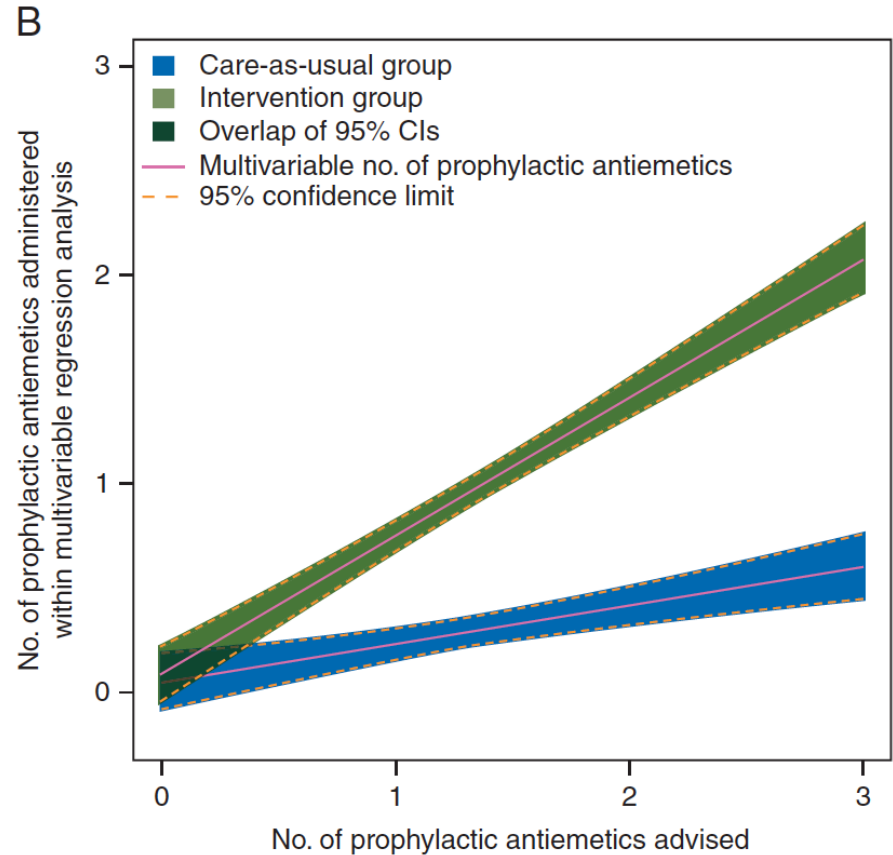 B
3
2
1
0
No. of prophylactic antiemetics administered
within multivariable regression analysis
Care-as-usual group
Intervention group
Overlap of 95% CIs
Multivariable no. of prophylactic antiemetics
95% confidence limit
0 1 2 3
No. of prophylactic antiemetics advised